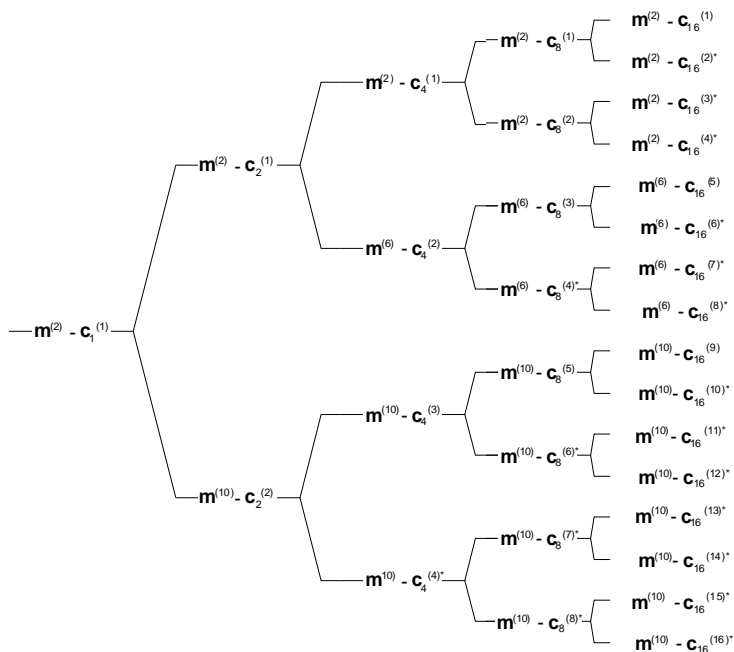 m(2) - c16(1)
m(2) - c8(1)
m(2) - c16(2)*
m(2) - c4(1)
m(2) - c16(3)*
m(2) - c8(2)
m(2) - c16(4)*
m(2) - c2(1)
m(6) - c16(5)
m(6) - c8(3)
m(6) - c16(6)*
m(6) - c4(2)
m(6) - c16(7)*
m(6) - c8(4)*
m(6) - c16(8)*
m(2) - c1(1)
m(10) - c16(9)
m(10) - c8(5)
m(10) - c16(10)*
m(10) - c4(3)
m(10) - c16(11)*
m(10) - c8(6)*
m(10) - c16(12)*
m(10) - c2(2)
m(10) - c16(13)*
m(10) - c8(7)*
m(10) - c16(14)*
m10) - c4(4)*
m(10) - c16(15)*
m(10) - c8(8)*
m(10) - c16(16)*